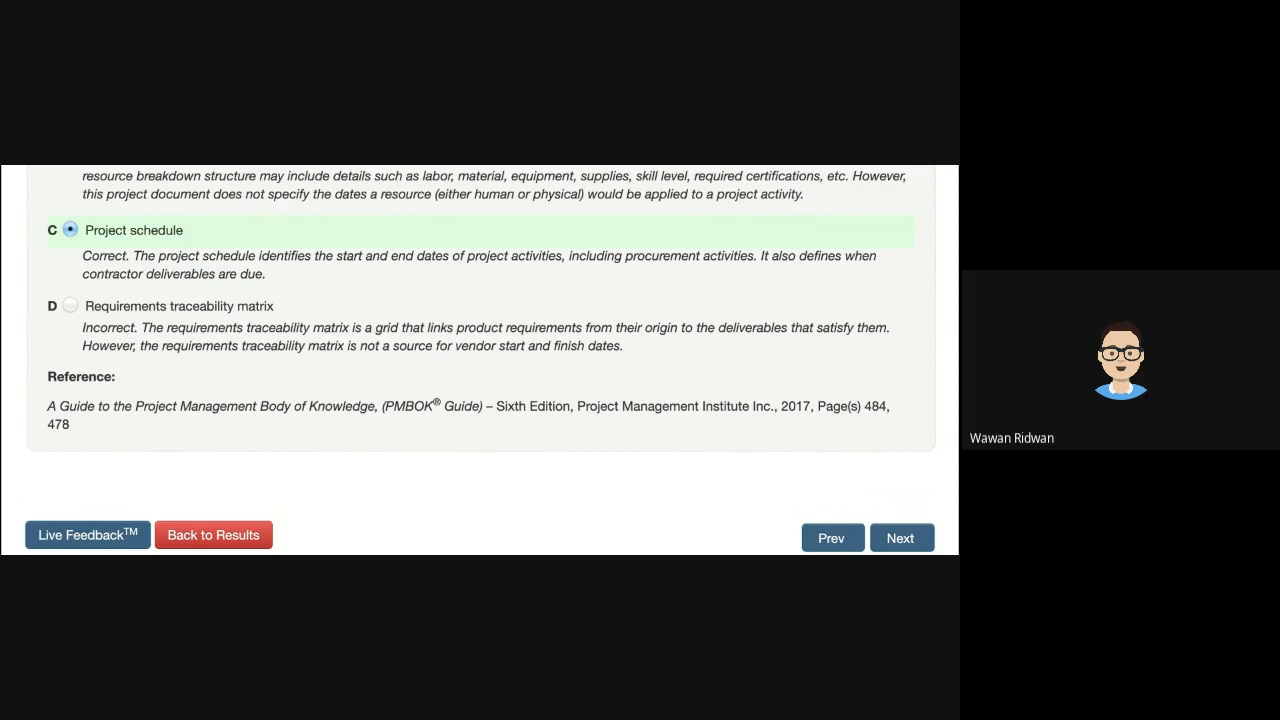 resource breakdown structure may include details such as labor, material, equipment, supplies, skill level, required certifications, etc. However,
this project document does not specify the dates a resource (either human or physical) would be applied to a project activity.
C Project schedule
Correct. The project schedule identifies the start and end dates of project activities, including procurement activities. It also defines when
contractor deliverables are due.
D Requirements traceability matrix
Incorrect. The requirements traceability matrix is a grid that links product requirements from their origin to the deliverables that satisfy them.
However, the requirements traceability matrix is not a source for vendor start and finish dates.
Reference:
A Guide to the Project Management Body of Knowledge, (PMBOK® Guide) – Sixth Edition, Project Management Institute Inc., 2017, Page(s) 484,
478
Live Feedback™ Back to Results Prev Next
Wawan Ridwan